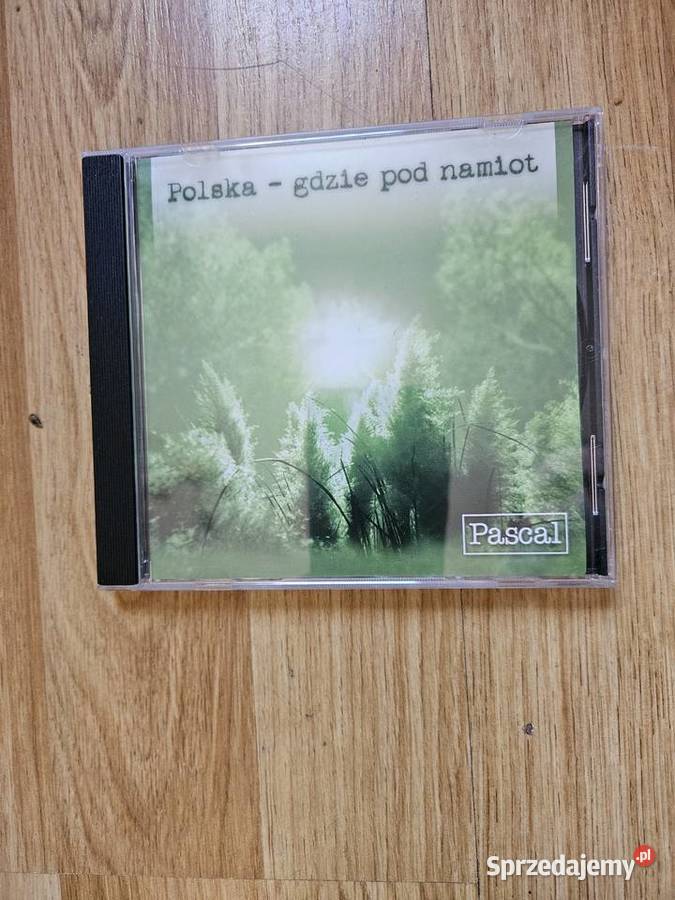 Polska - gdzie pod namiot
Pascal
Sprzedajemy.pl